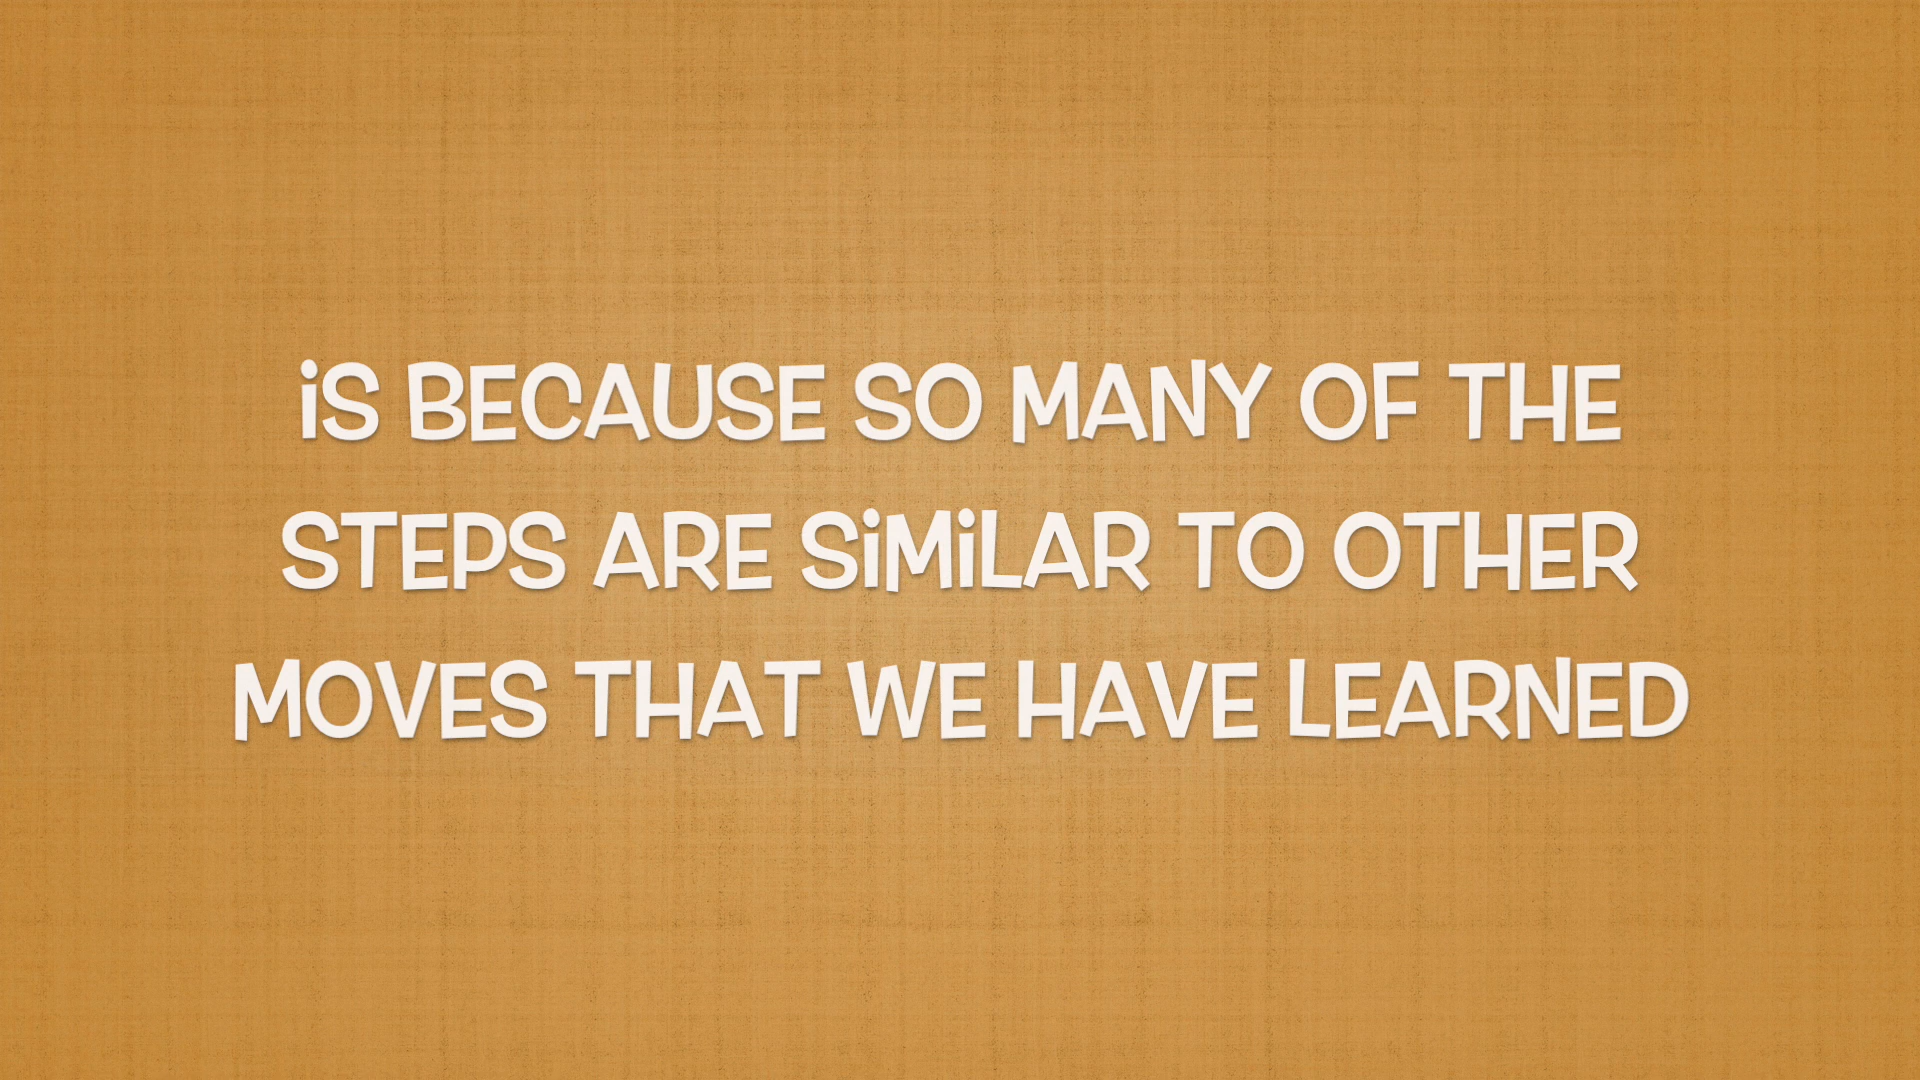 iS BECAUSE SO MANY OF THE
STEPS ARE SiMiLAR TO OTHER
MOVES THAT WE HAVE LEARNED